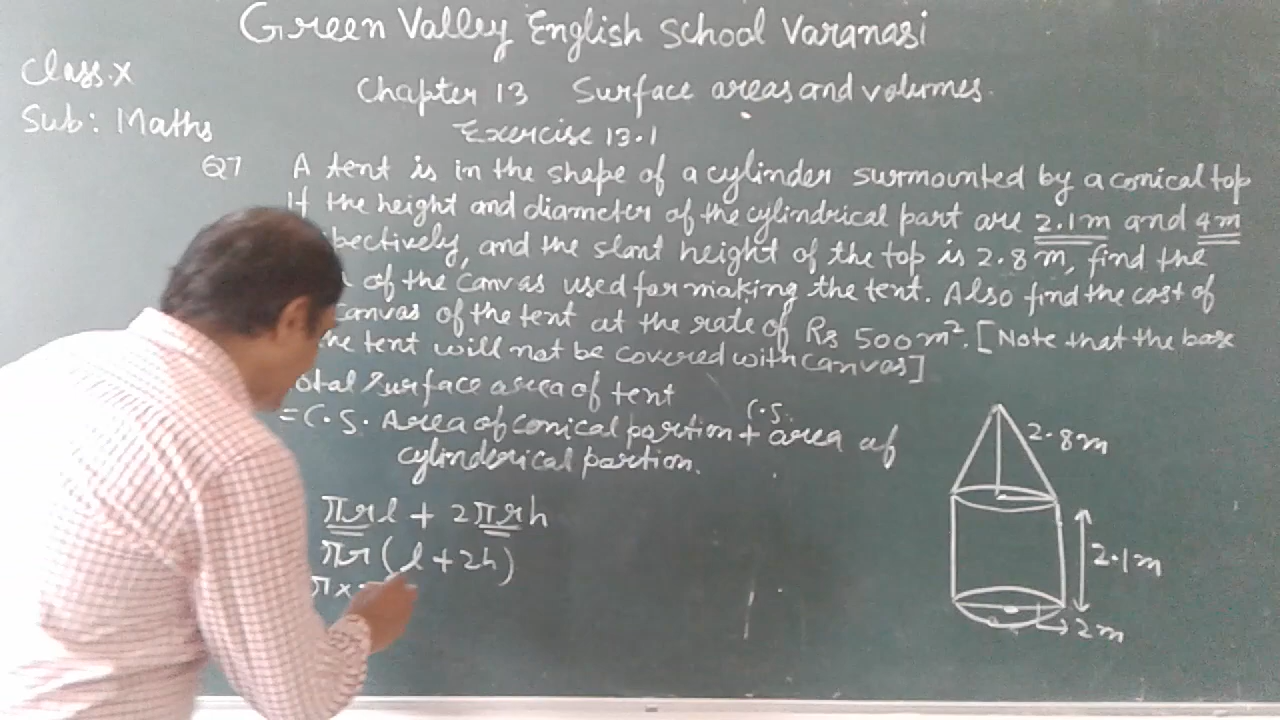 Green Valley English School Varanasi
Class.X
Chapter 13 Surface areas and volumes.
Sub: Maths
Exercise 13.1
Q7 A tent is in the shape of a cylinder surmounted by a conical top
If the height and diameter of the cylindrical part are 2.1m and 4m
pectively, and the slant height of the top is 2.8m, find the
of the canvas used for making the tent. Also find the cost of
canvas of the tent at the rate of Rs 500m². [Note that the base
he tent will not be covered with canvas]
otal surface area of tent
= C.S. Area of conical portion + C.S. area of
cylinderical portion.
πrl + 2πrh
πr(l+2h)
πx
2.8m
2.1m
2m